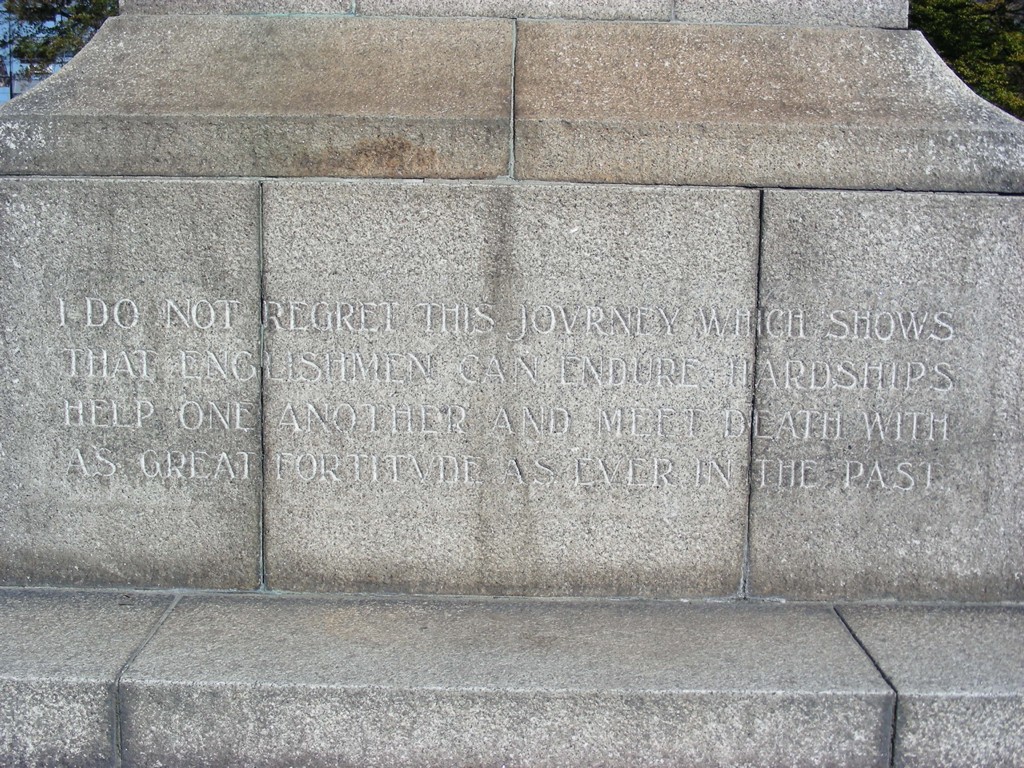 I DO NOT REGRET THIS JOVRNEY WHICH SHOWS
THAT ENGLISHMEN CAN ENDURE HARDSHIPS
HELP ONE ANOTHER AND MEET DEATH WITH
AS GREAT FORTITVDE AS EVER IN THE PAST.